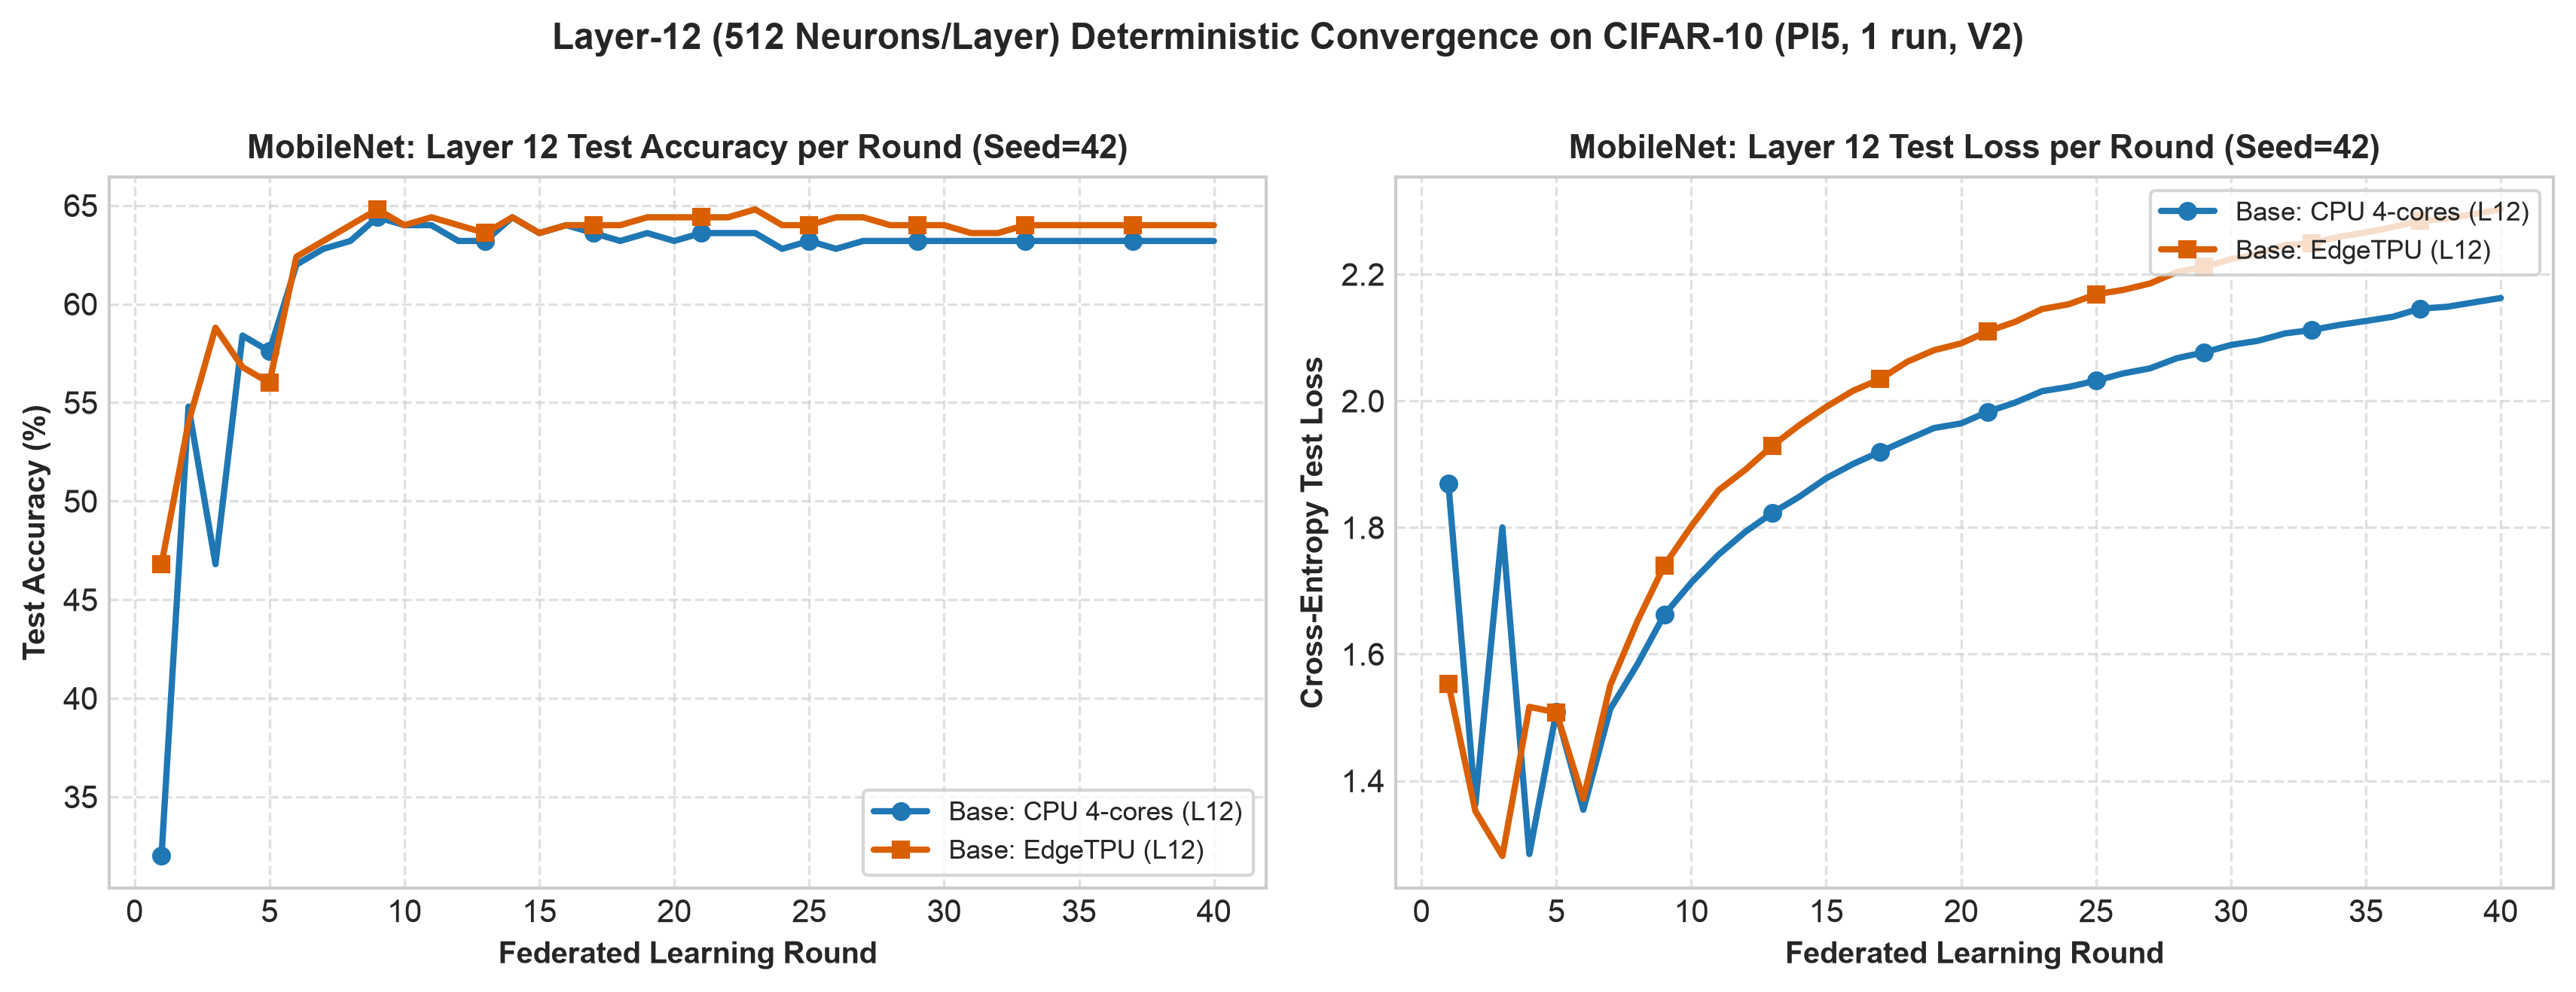 Layer-12 (512 Neurons/Layer) Deterministic Convergence on CIFAR-10 (PI5, 1 run, V2)
MobileNet: Layer 12 Test Accuracy per Round (Seed=42)
Test Accuracy (%)
65
60
55
50
45
40
35
0 5 10 15 20 25 30 35 40
Federated Learning Round
Base: CPU 4-cores (L12)
Base: EdgeTPU (L12)
MobileNet: Layer 12 Test Loss per Round (Seed=42)
Cross-Entropy Test Loss
2.2
2.0
1.8
1.6
1.4
0 5 10 15 20 25 30 35 40
Federated Learning Round
Base: CPU 4-cores (L12)
Base: EdgeTPU (L12)